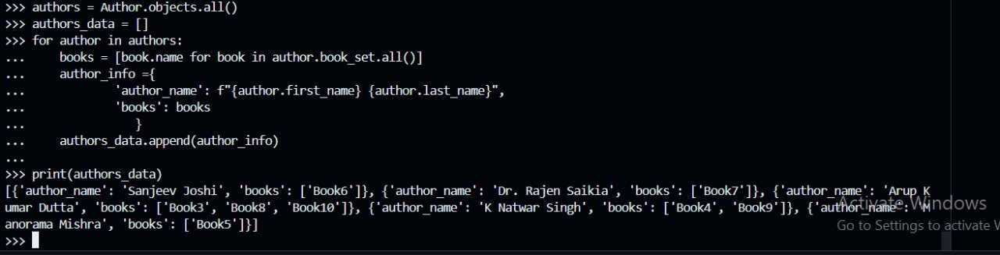 >>> authors = Author.objects.all()
>>> authors_data = []
>>> for author in authors:
...     books = [book.name for book in author.book_set.all()]
...     author_info ={
...             'author_name': f"{author.first_name} {author.last_name}",
...             'books': books
...                }
...     authors_data.append(author_info)
...
>>> print(authors_data)
[{'author_name': 'Sanjeev Joshi', 'books': ['Book6']}, {'author_name': 'Dr. Rajen Saikia', 'books': ['Book7']}, {'author_name': 'Arup K
umar Dutta', 'books': ['Book3', 'Book8', 'Book10']}, {'author_name': 'K Natwar Singh', 'books': ['Book4', 'Book9']}, {'author_name': 'M
anorama Mishra', 'books': ['Book5']}]
>>>
Activate Windows
Go to Settings to activate W